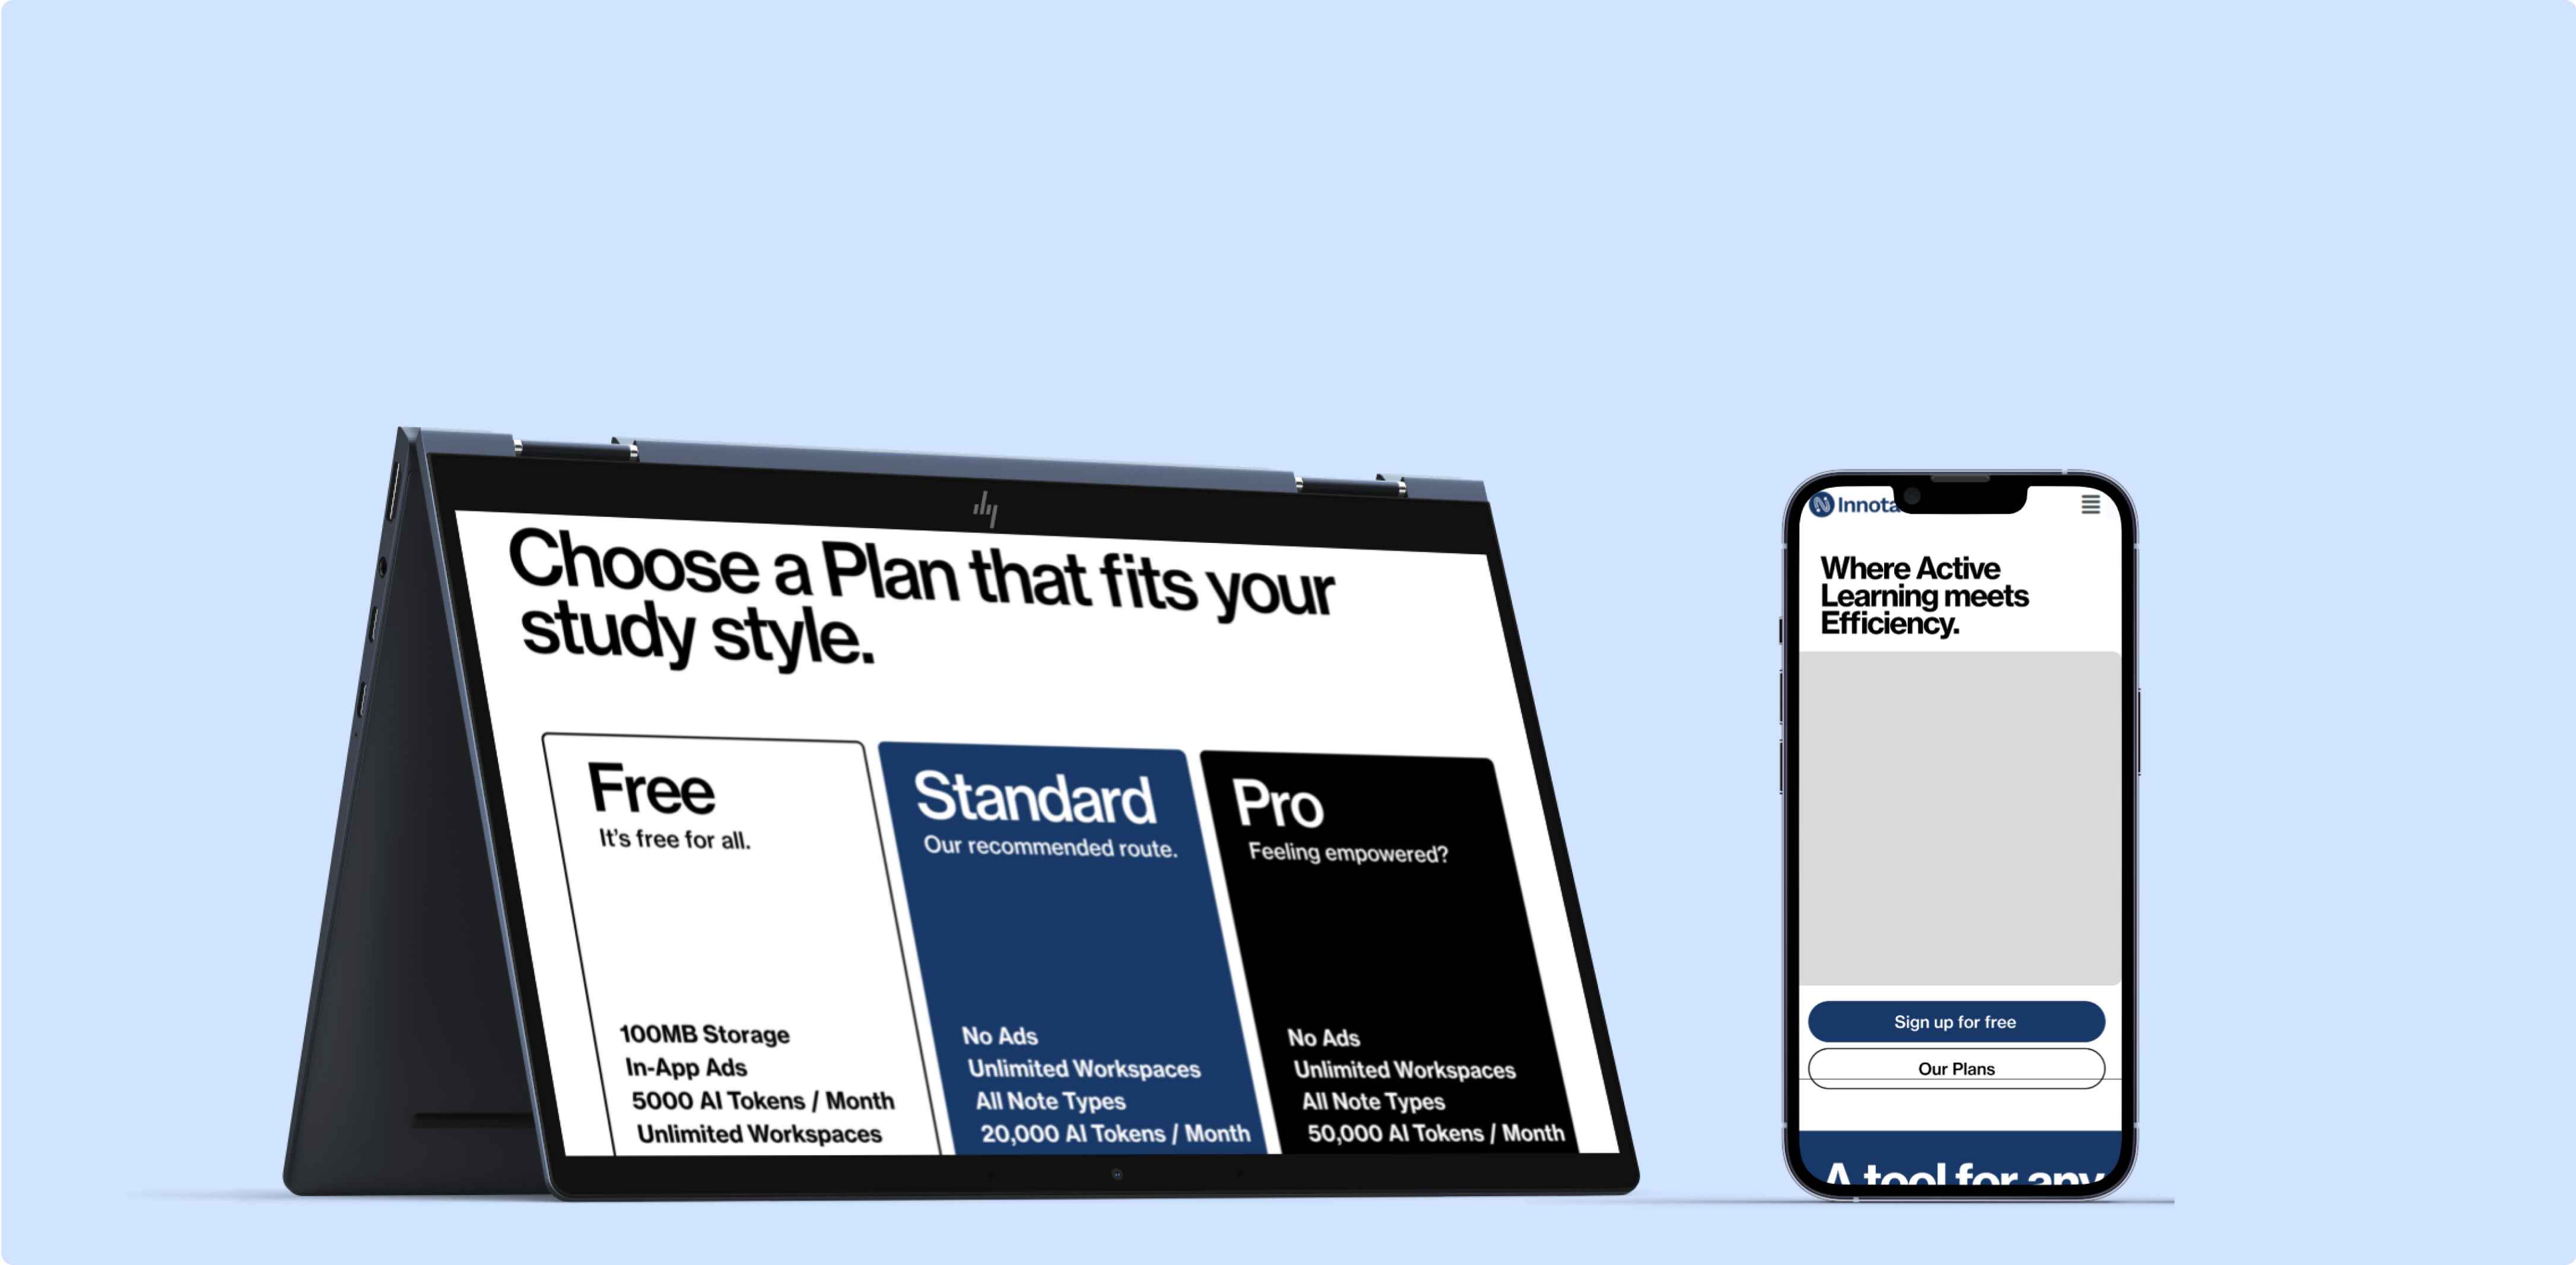 Choose a Plan that fits your
study style.
Free
It's free for all.
100MB Storage
In-App Ads
5000 AI Tokens / Month
Unlimited Workspaces
Standard
Our recommended route.
No Ads
Unlimited Workspaces
All Note Types
20,000 AI Tokens / Month
Pro
Feeling empowered?
No Ads
Unlimited Workspaces
All Note Types
50,000 AI Tokens / Month
hp
Innota
Where Active
Learning meets
Efficiency.
Sign up for free
Our Plans
A tool for any